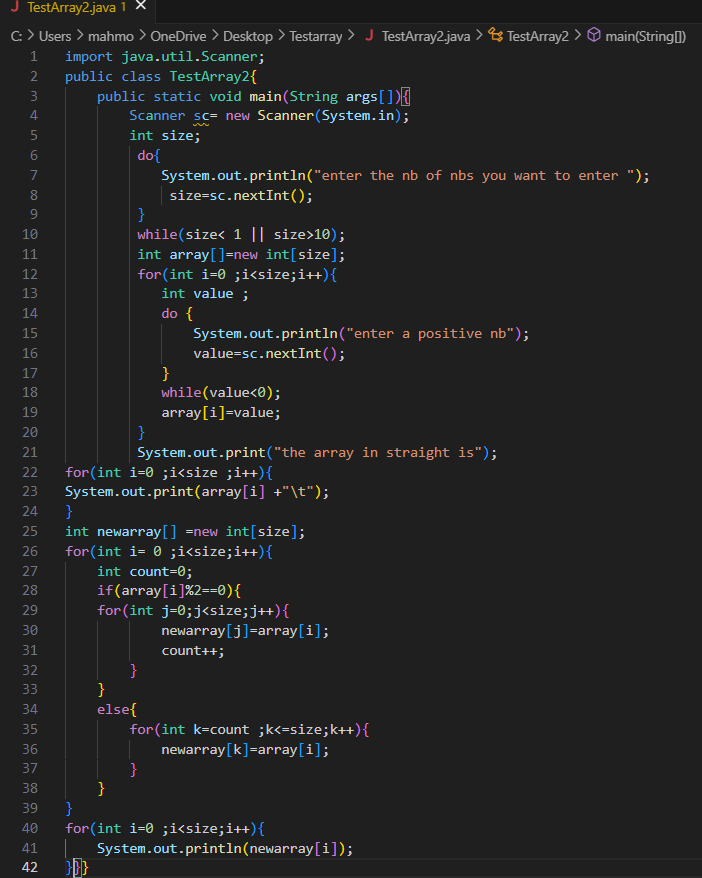 TestArray2.java 1 ×
C: > Users > mahmo > OneDrive > Desktop > Testarray > J TestArray2.java > TestArray2 > main(String[])
1 import java.util.Scanner;
2 public class TestArray2{
3     public static void main(String args[]){
4         Scanner sc= new Scanner(System.in);
5         int size;
6          do{
7             System.out.println("enter the nb of nbs you want to enter ");
8              size=sc.nextInt();
9          }
10          while(size< 1 || size>10);
11          int array[]=new int[size];
12          for(int i=0 ;i<size;i++){
13             int value ;
14             do {
15                 System.out.println("enter a positive nb");
16                 value=sc.nextInt();
17             }
18             while(value<0);
19             array[i]=value;
20          }
21          System.out.print("the array in straight is");
22 for(int i=0 ;i<size ;i++){
23 System.out.print(array[i] +"\t");
24 }
25 int newarray[] =new int[size];
26 for(int i= 0 ;i<size;i++){
27     int count=0;
28     if(array[i]%2==0){
29     for(int j=0;j<size;j++){
30             newarray[j]=array[i];
31             count++;
32         }
33     }
34     else{
35         for(int k=count ;k<=size;k++){
36             newarray[k]=array[i];
37         }
38     }
39 }
40 for(int i=0 ;i<size;i++){
41     System.out.println(newarray[i]);
42 }}}